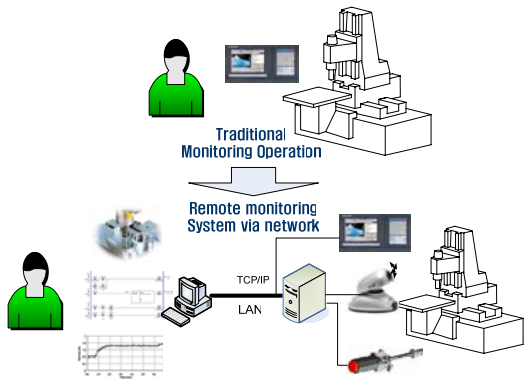 Traditional
Monitoring Operation
Remote monitoring
System via network
TCP/IP
LAN